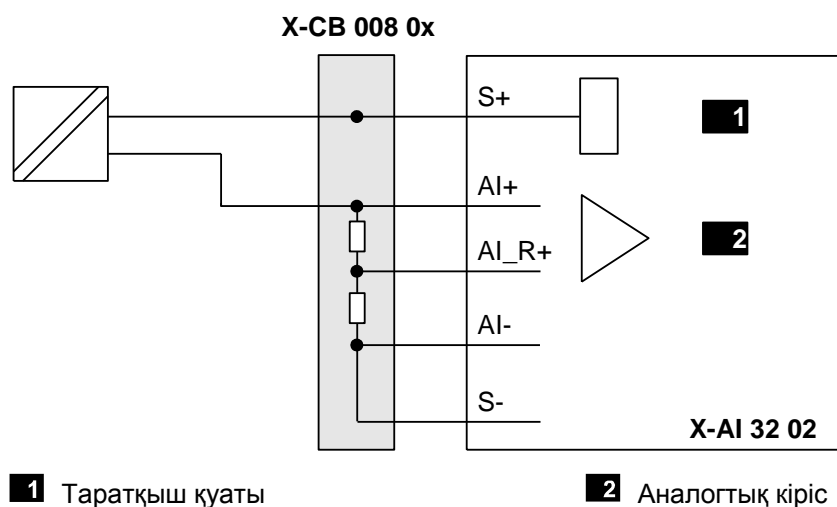 X-CB 008 0x
S+
1
AI+
2
AI_R+
AI-
S-
X-AI 32 02
1 Таратқыш қуаты
2 Аналогтық кіріс